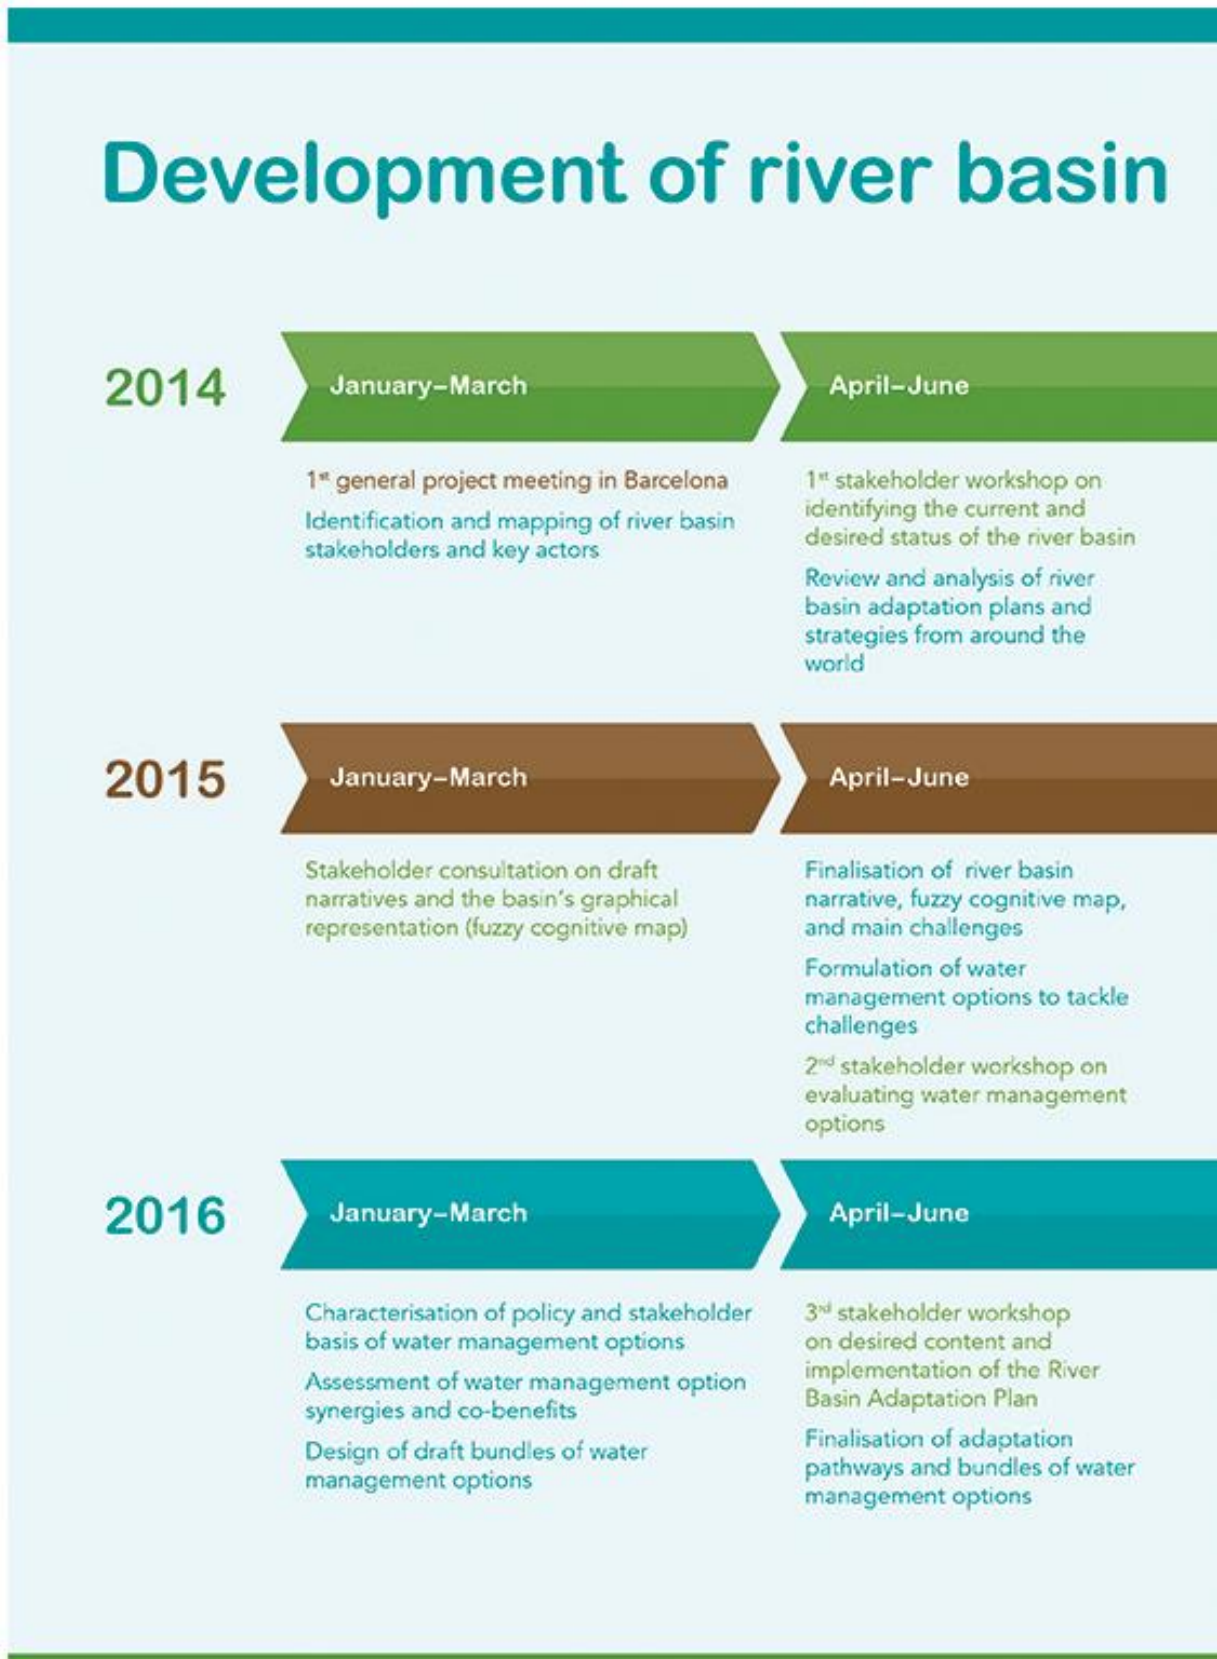 Development of river basin
2014
January–March
April–June
1st general project meeting in Barcelona
Identification and mapping of river basin
stakeholders and key actors
1st stakeholder workshop on
identifying the current and
desired status of the river basin
Review and analysis of river
basin adaptation plans and
strategies from around the
world
2015
January–March
April–June
Stakeholder consultation on draft
narratives and the basin's graphical
representation (fuzzy cognitive map)
Finalisation of river basin
narrative, fuzzy cognitive map,
and main challenges
Formulation of water
management options to tackle
challenges
2nd stakeholder workshop on
evaluating water management
options
2016
January–March
April–June
Characterisation of policy and stakeholder
basis of water management options
Assessment of water management option
synergies and co-benefits
Design of draft bundles of water
management options
3rd stakeholder workshop
on desired content and
implementation of the River
Basin Adaptation Plan
Finalisation of adaptation
pathways and bundles of water
management options